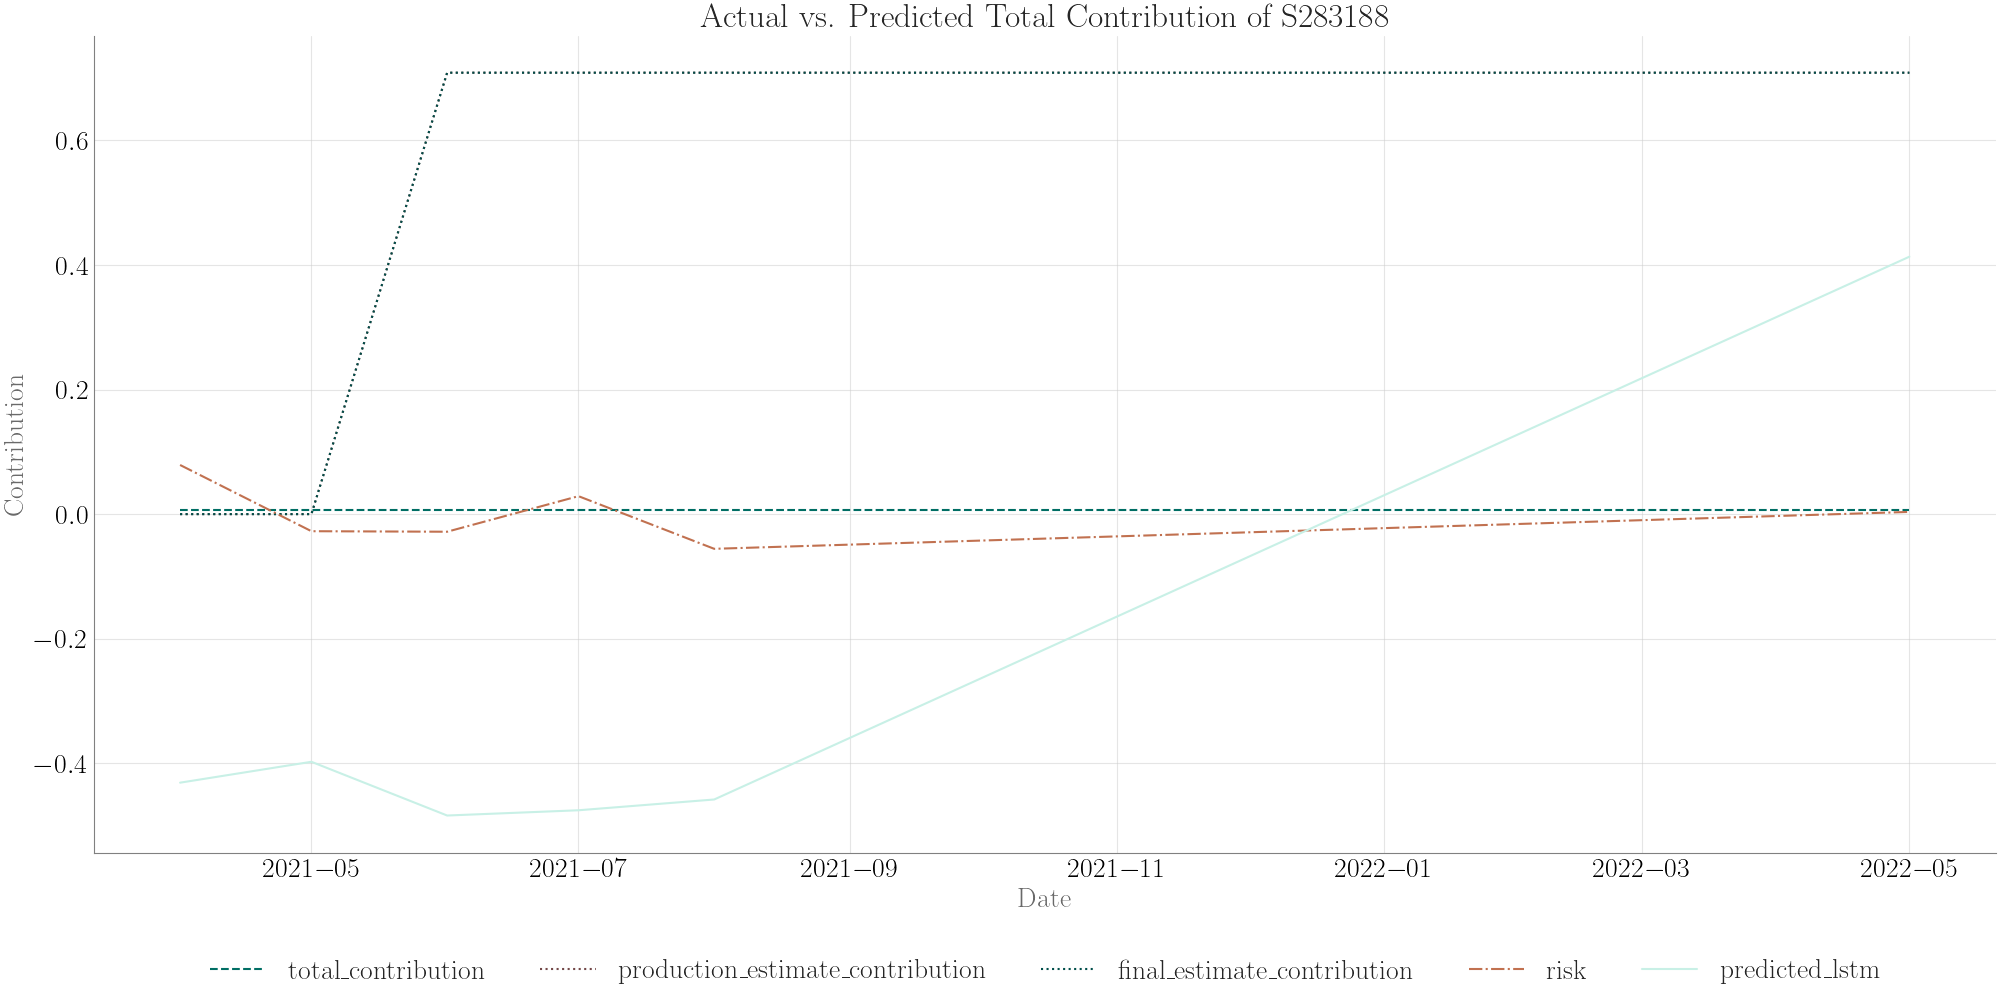 Actual vs. Predicted Total Contribution of S283188
Contribution
0.6
0.4
0.2
0.0
−0.2
−0.4
2021−05 2021−07 2021−09 2021−11 2022−01 2022−03 2022−05
Date
total_contribution production_estimate_contribution final_estimate_contribution risk predicted_lstm